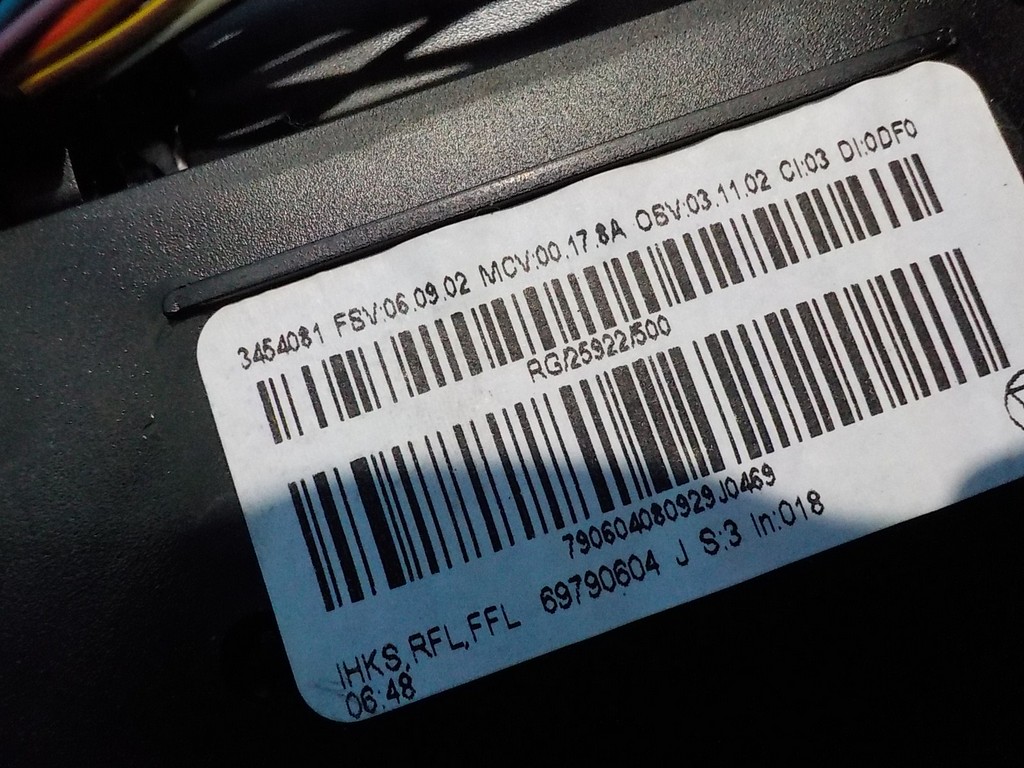 3454081 FSV:06.09.02 MCV:00.17.8A OSV:03.11.02 CI:03 DI:0DF0
RG/25922/500
790604080929J0469
IHKS,RFL,FFL 69790604 J S:3 In:018
06:48